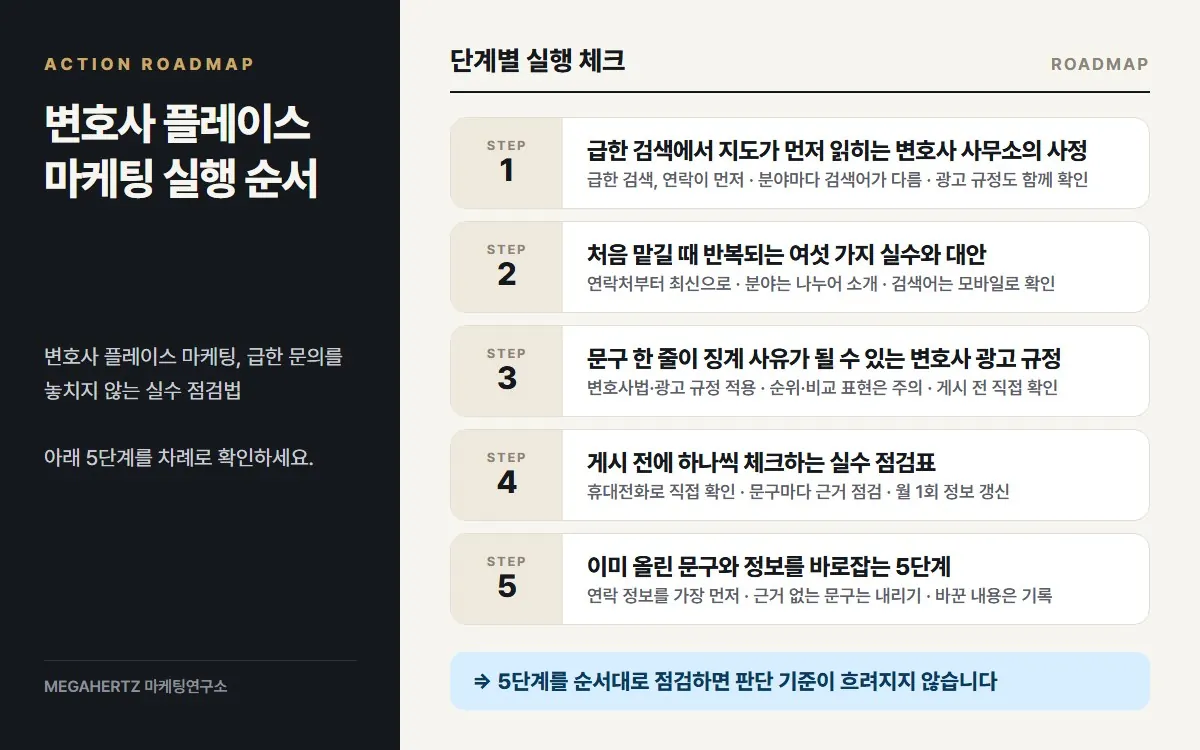 ACTION ROADMAP
변호사 플레이스
마케팅 실행 순서
변호사 플레이스 마케팅, 급한 문의를
놓치지 않는 실수 점검법
아래 5단계를 차례로 확인하세요.
MEGAHERTZ 마케팅연구소
단계별 실행 체크
ROADMAP
STEP
1
급한 검색에서 지도가 먼저 읽히는 변호사 사무소의 사정
급한 검색, 연락이 먼저 · 분야마다 검색어가 다름 · 광고 규정도 함께 확인
STEP
2
처음 맡길 때 반복되는 여섯 가지 실수와 대안
연락처부터 최신으로 · 분야는 나누어 소개 · 검색어는 모바일로 확인
STEP
3
문구 한 줄이 징계 사유가 될 수 있는 변호사 광고 규정
변호사법·광고 규정 적용 · 순위·비교 표현은 주의 · 게시 전 직접 확인
STEP
4
게시 전에 하나씩 체크하는 실수 점검표
휴대전화로 직접 확인 · 문구마다 근거 점검 · 월 1회 정보 갱신
STEP
5
이미 올린 문구와 정보를 바로잡는 5단계
연락 정보를 가장 먼저 · 근거 없는 문구는 내리기 · 바꾼 내용은 기록
→ 5단계를 순서대로 점검하면 판단 기준이 흐려지지 않습니다